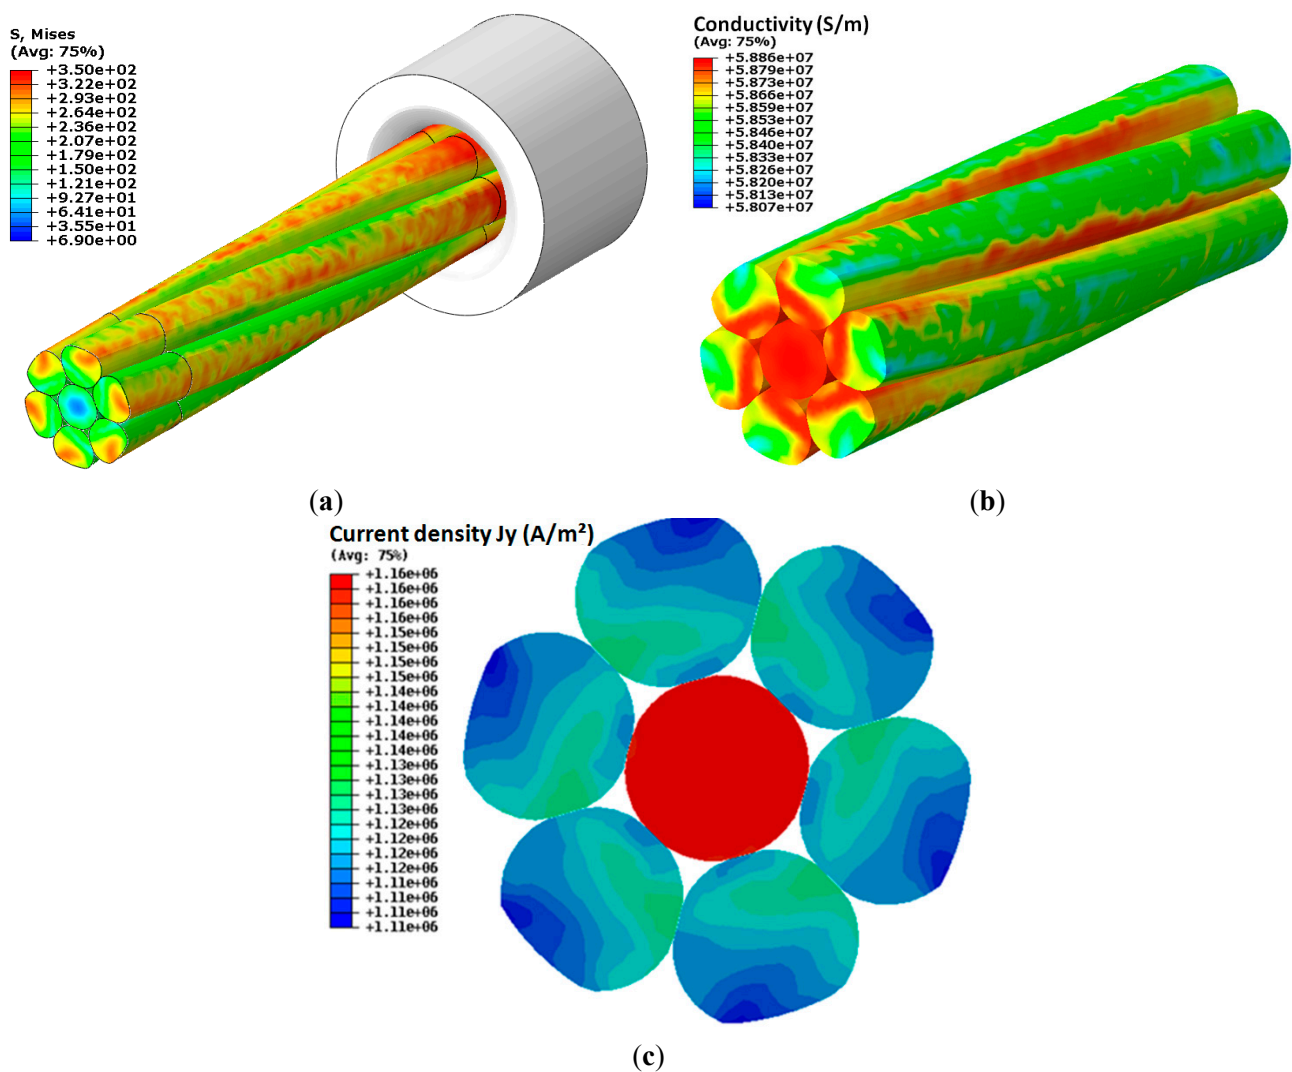 S, Mises
(Avg: 75%)
+3.50e+02
+3.22e+02
+2.93e+02
+2.64e+02
+2.36e+02
+2.07e+02
+1.79e+02
+1.50e+02
+1.21e+02
+9.27e+01
+6.41e+01
+3.55e+01
+6.90e+00
(a)
Conductivity (S/m)
(Avg: 75%)
+5.886e+07
+5.879e+07
+5.873e+07
+5.866e+07
+5.859e+07
+5.853e+07
+5.846e+07
+5.840e+07
+5.833e+07
+5.826e+07
+5.820e+07
+5.813e+07
+5.807e+07
(b)
Current density Jy (A/m²)
(Avg: 75%)
+1.16e+06
+1.16e+06
+1.16e+06
+1.16e+06
+1.15e+06
+1.15e+06
+1.15e+06
+1.15e+06
+1.14e+06
+1.14e+06
+1.14e+06
+1.14e+06
+1.14e+06
+1.13e+06
+1.13e+06
+1.13e+06
+1.13e+06
+1.12e+06
+1.12e+06
+1.12e+06
+1.12e+06
+1.11e+06
+1.11e+06
+1.11e+06
+1.11e+06
(c)